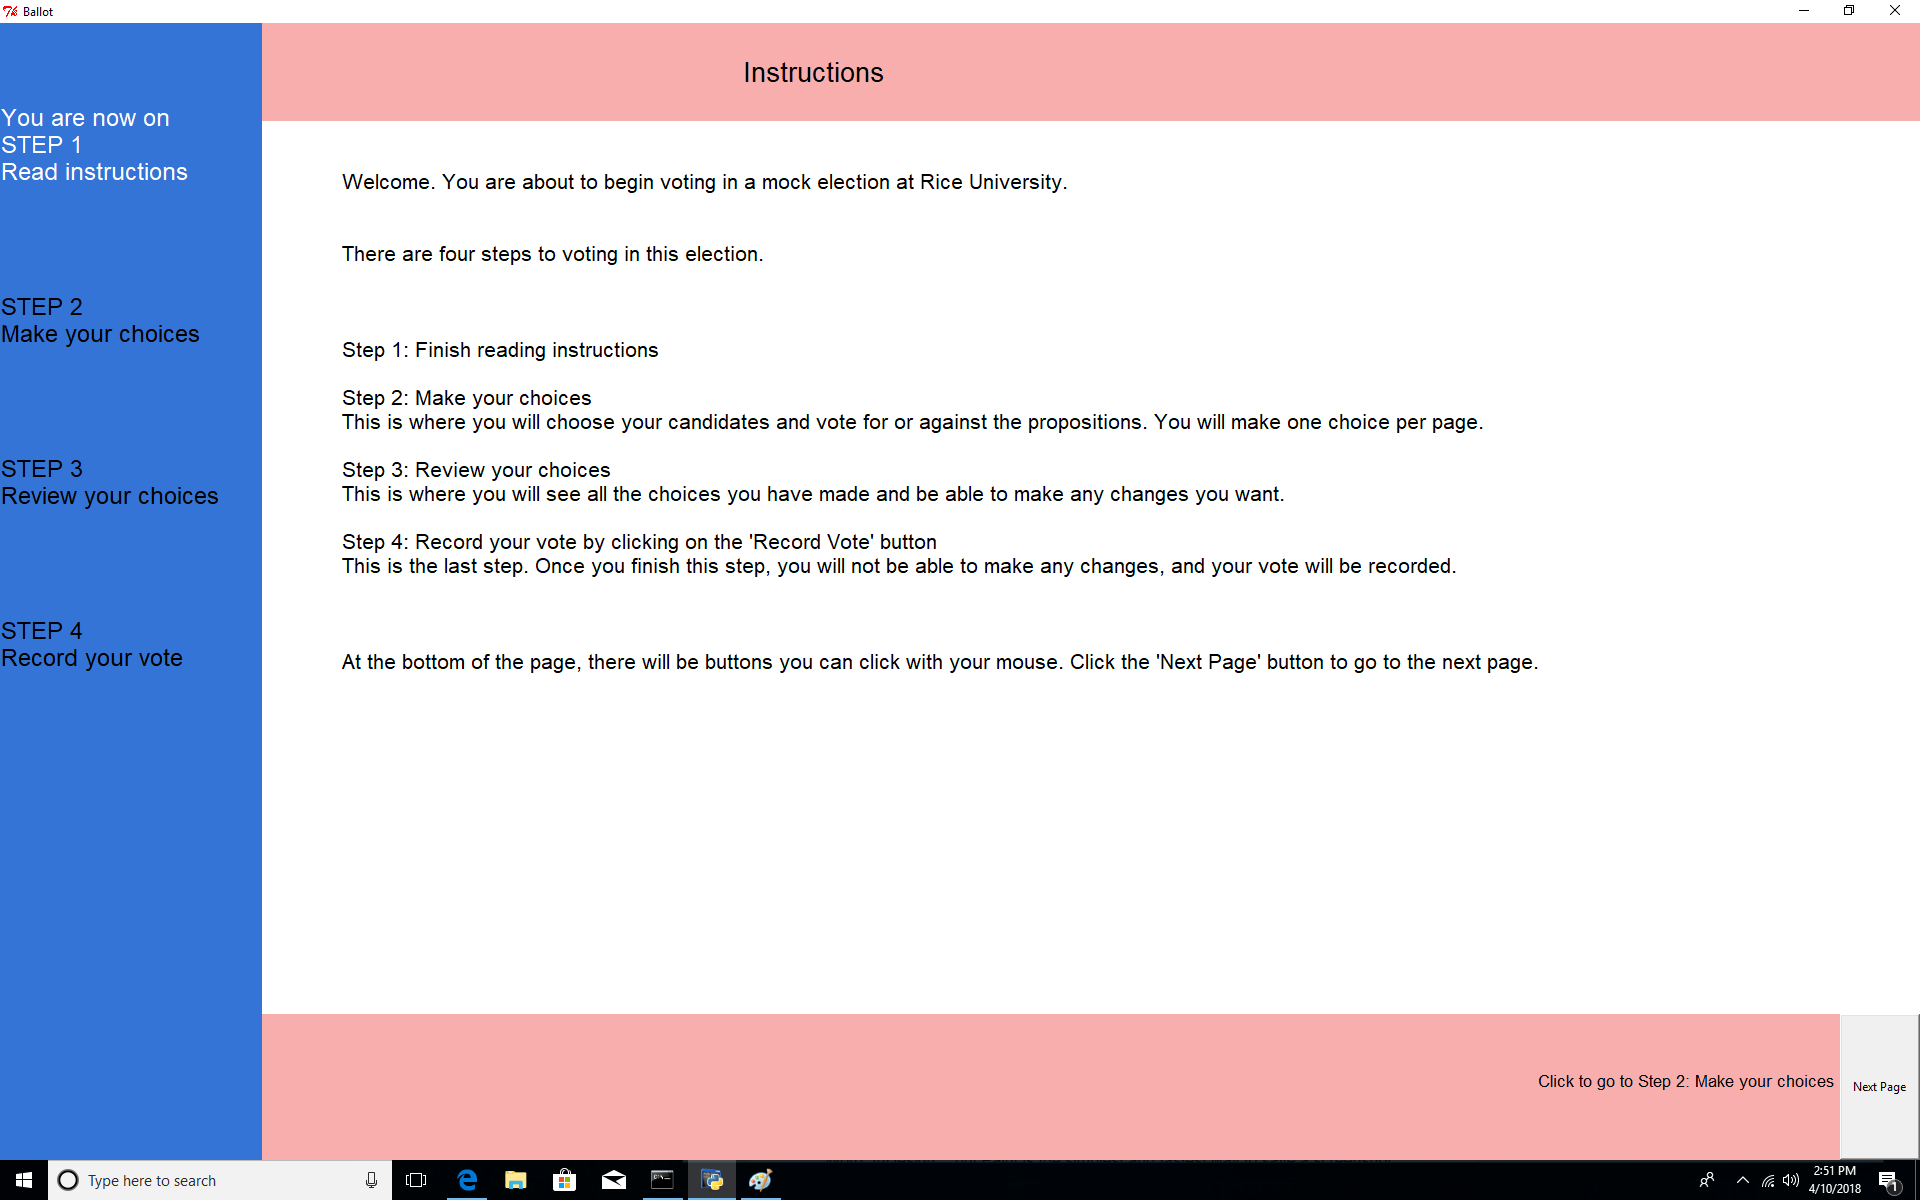 Ballot
Instructions
You are now on
STEP 1
Read instructions
STEP 2
Make your choices
STEP 3
Review your choices
STEP 4
Record your vote
Welcome. You are about to begin voting in a mock election at Rice University.
There are four steps to voting in this election.
Step 1: Finish reading instructions
Step 2: Make your choices
This is where you will choose your candidates and vote for or against the propositions. You will make one choice per page.
Step 3: Review your choices
This is where you will see all the choices you have made and be able to make any changes you want.
Step 4: Record your vote by clicking on the 'Record Vote' button
This is the last step. Once you finish this step, you will not be able to make any changes, and your vote will be recorded.
At the bottom of the page, there will be buttons you can click with your mouse. Click the 'Next Page' button to go to the next page.
Click to go to Step 2: Make your choices
Next Page
Type here to search
2:51 PM
4/10/2018
1